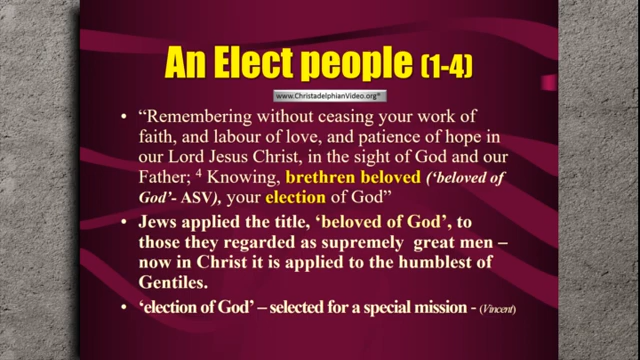 An Elect people (1-4)
www.ChristadelphianVideo.org"
• “Remembering without ceasing your work of
faith, and labour of love, and patience of hope in
our Lord Jesus Christ, in the sight of God and our
Father; ⁴ Knowing, brethren beloved (‘beloved of
God’- ASV), your election of God”
• Jews applied the title, ‘beloved of God’, to
those they regarded as supremely great men –
now in Christ it is applied to the humblest of
Gentiles.
• ‘election of God’ – selected for a special mission - (Vincent)